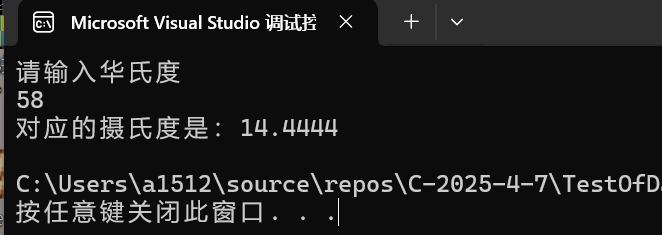 Microsoft Visual Studio 调试控
请输入华氏度
58
对应的摄氏度是: 14.4444
C:\Users\a1512\source\repos\C-2025-4-7\TestOfD
按任意键关闭此窗口. . .